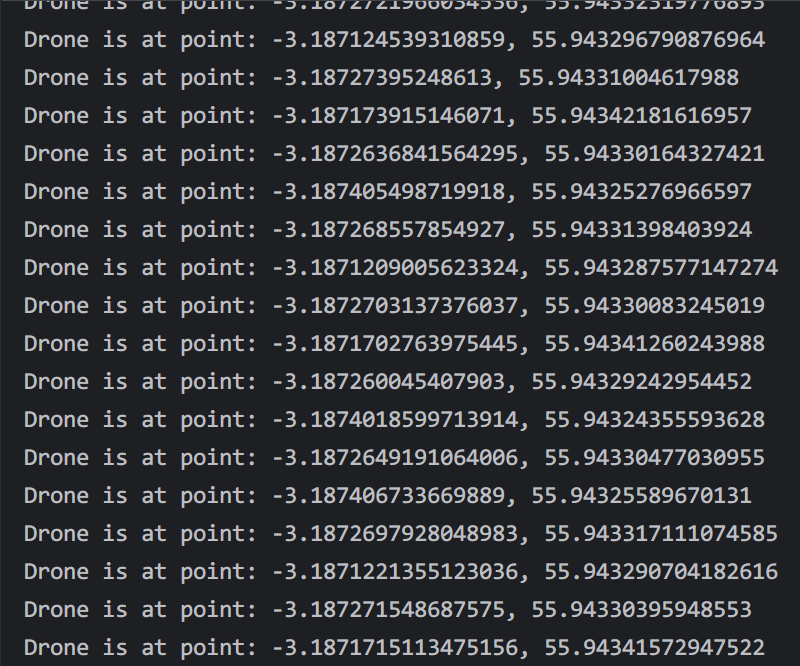 Drone is at point: -3.1872721966034536, 55.94332319776893
Drone is at point: -3.187124539310859, 55.943296790876964
Drone is at point: -3.18727395248613, 55.94331004617988
Drone is at point: -3.187173915146071, 55.94342181616957
Drone is at point: -3.1872636841564295, 55.94330164327421
Drone is at point: -3.187405498719918, 55.94325276966597
Drone is at point: -3.187268557854927, 55.94331398403924
Drone is at point: -3.1871209005623324, 55.943287577147274
Drone is at point: -3.1872703137376037, 55.94330083245019
Drone is at point: -3.1871702763975445, 55.94341260243988
Drone is at point: -3.187260045407903, 55.94329242954452
Drone is at point: -3.1874018599713914, 55.94324355593628
Drone is at point: -3.1872649191064006, 55.94330477030955
Drone is at point: -3.187406733669889, 55.94325589670131
Drone is at point: -3.1872697928048983, 55.943317111074585
Drone is at point: -3.1871221355123036, 55.943290704182616
Drone is at point: -3.187271548687575, 55.94330395948553
Drone is at point: -3.1871715113475156, 55.94341572947522